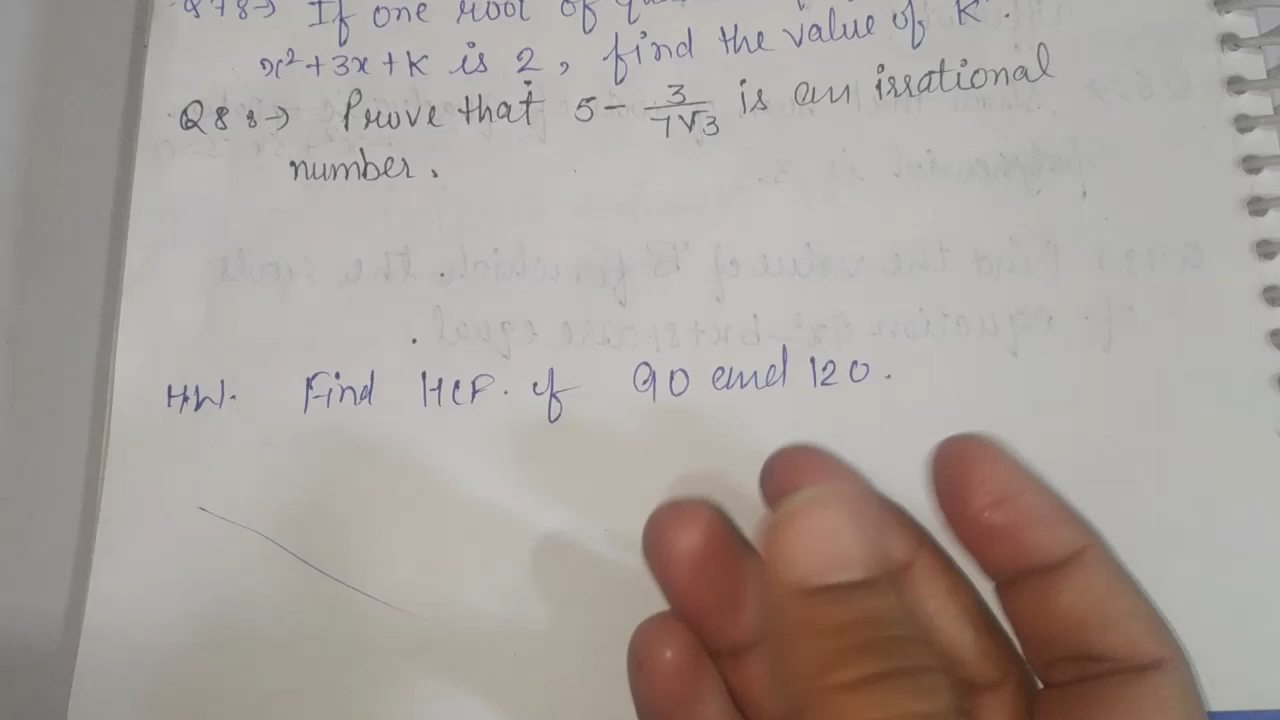 Q7:→ If one root of
x²+3x+K is 2, find the value of K.
Q8:→ Prove that 5 - 3/7√3 is an irrational
number.
H.W. Find HCF. of 90 and 120.